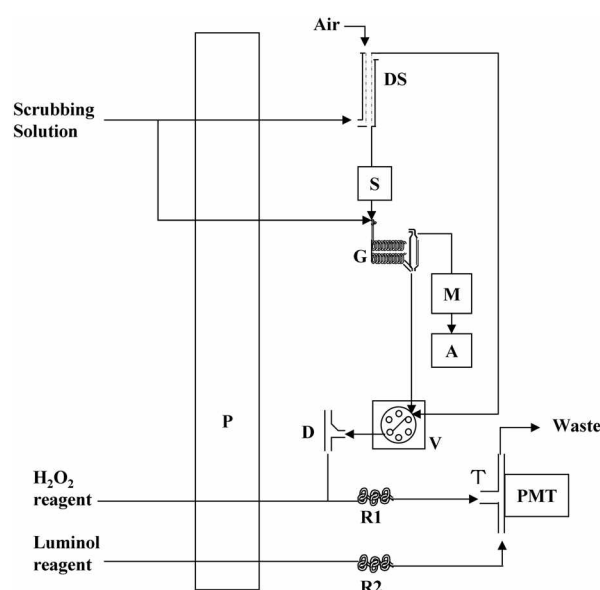 Air
DS
Scrubbing
Solution
S
G
M
A
P
D
V
Waste
H₂O₂
reagent
T
PMT
R1
Luminol
reagent
R2